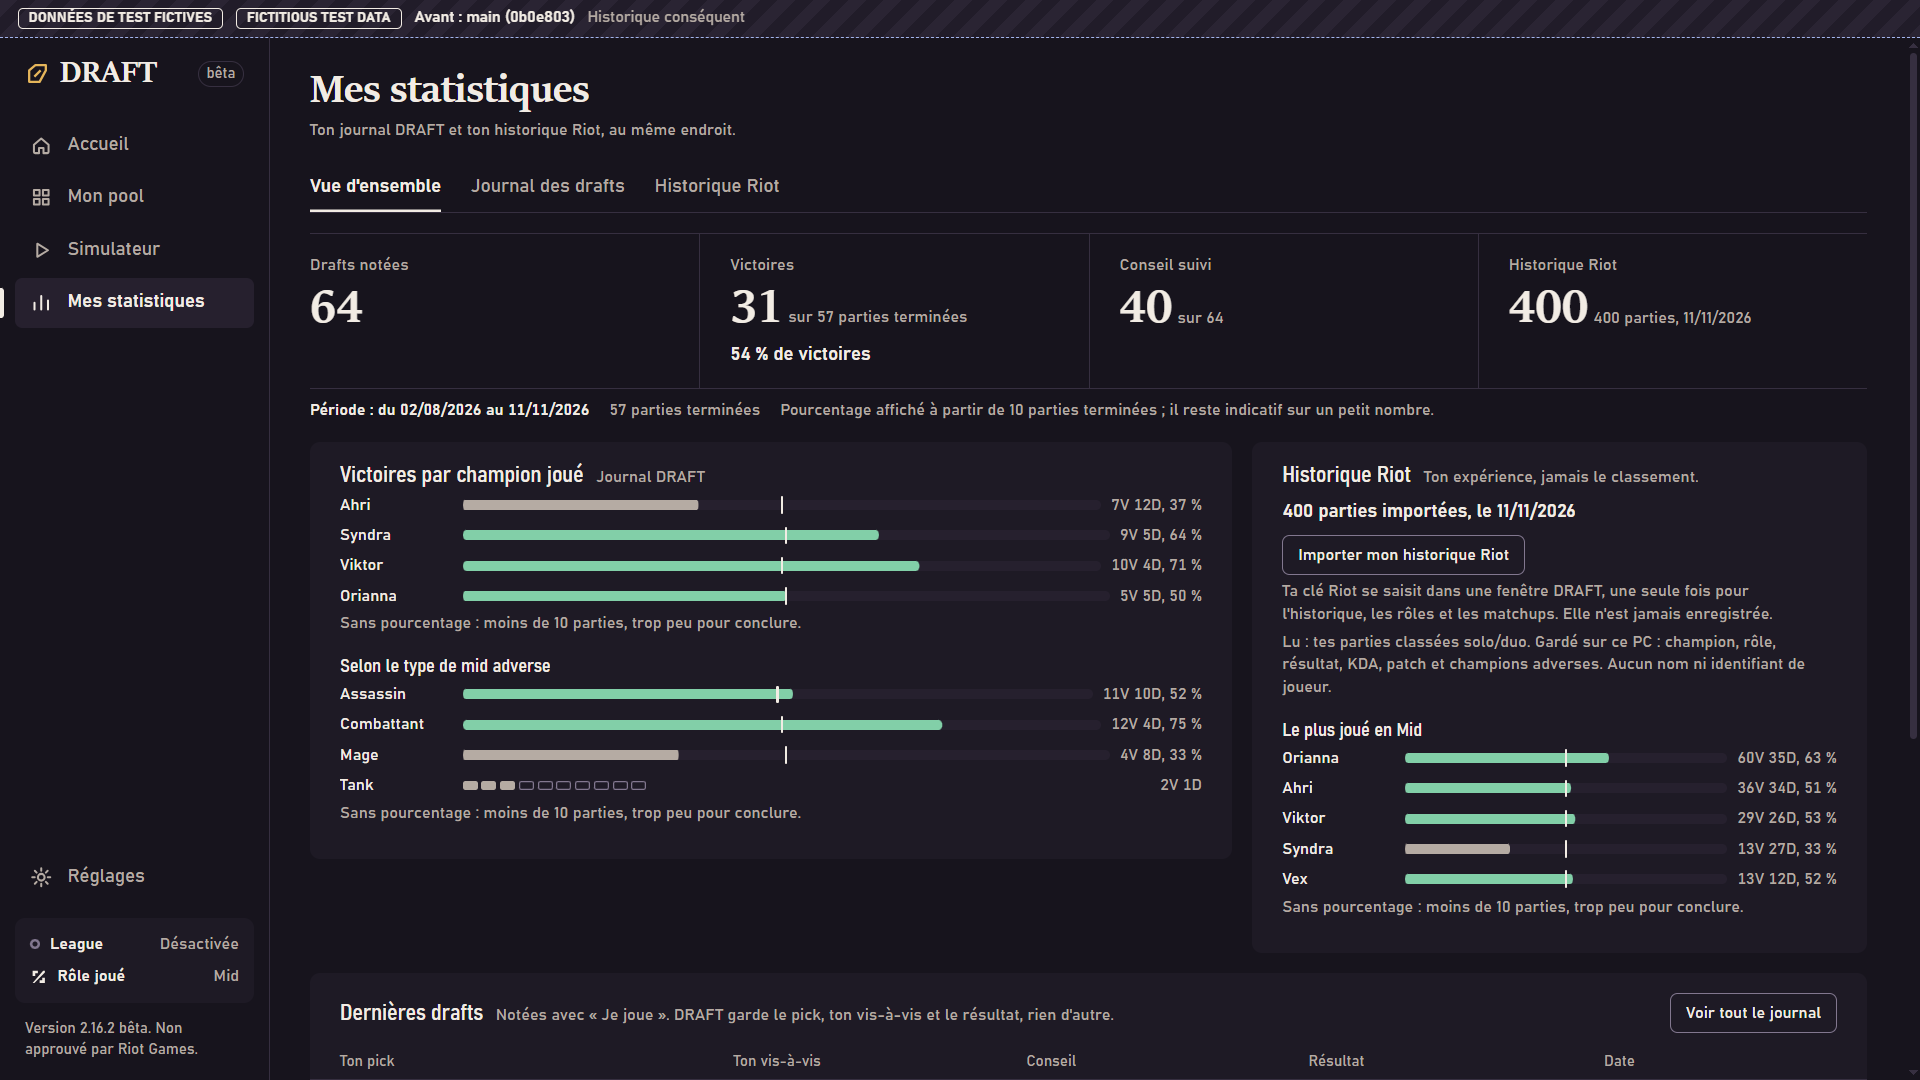 DONNÉES DE TEST FICTIVES FICTITIOUS TEST DATA Avant : main (0b0e803) Historique conséquent
DRAFT bêta
Accueil
Mon pool
Simulateur
Mes statistiques
Réglages
League Désactivée
Rôle joué Mid
Version 2.16.2 bêta. Non
approuvé par Riot Games.
Mes statistiques
Ton journal DRAFT et ton historique Riot, au même endroit.
Vue d'ensemble Journal des drafts Historique Riot
Drafts notées
64
Victoires
31 sur 57 parties terminées
54 % de victoires
Conseil suivi
40 sur 64
Historique Riot
400 400 parties, 11/11/2026
Période : du 02/08/2026 au 11/11/2026 57 parties terminées Pourcentage affiché à partir de 10 parties terminées ; il reste indicatif sur un petit nombre.
Victoires par champion joué Journal DRAFT
Ahri 7V 12D, 37 %
Syndra 9V 5D, 64 %
Viktor 10V 4D, 71 %
Orianna 5V 5D, 50 %
Sans pourcentage : moins de 10 parties, trop peu pour conclure.
Selon le type de mid adverse
Assassin 11V 10D, 52 %
Combattant 12V 4D, 75 %
Mage 4V 8D, 33 %
Tank 2V 1D
Sans pourcentage : moins de 10 parties, trop peu pour conclure.
Historique Riot Ton expérience, jamais le classement.
400 parties importées, le 11/11/2026
Importer mon historique Riot
Ta clé Riot se saisit dans une fenêtre DRAFT, une seule fois pour
l'historique, les rôles et les matchups. Elle n'est jamais enregistrée.
Lu : tes parties classées solo/duo. Gardé sur ce PC : champion, rôle,
résultat, KDA, patch et champions adverses. Aucun nom ni identifiant de
joueur.
Le plus joué en Mid
Orianna 60V 35D, 63 %
Ahri 36V 34D, 51 %
Viktor 29V 26D, 53 %
Syndra 13V 27D, 33 %
Vex 13V 12D, 52 %
Sans pourcentage : moins de 10 parties, trop peu pour conclure.
Dernières drafts Notées avec « Je joue ». DRAFT garde le pick, ton vis-à-vis et le résultat, rien d'autre.
Voir tout le journal
Ton pick Ton vis-à-vis Conseil Résultat Date